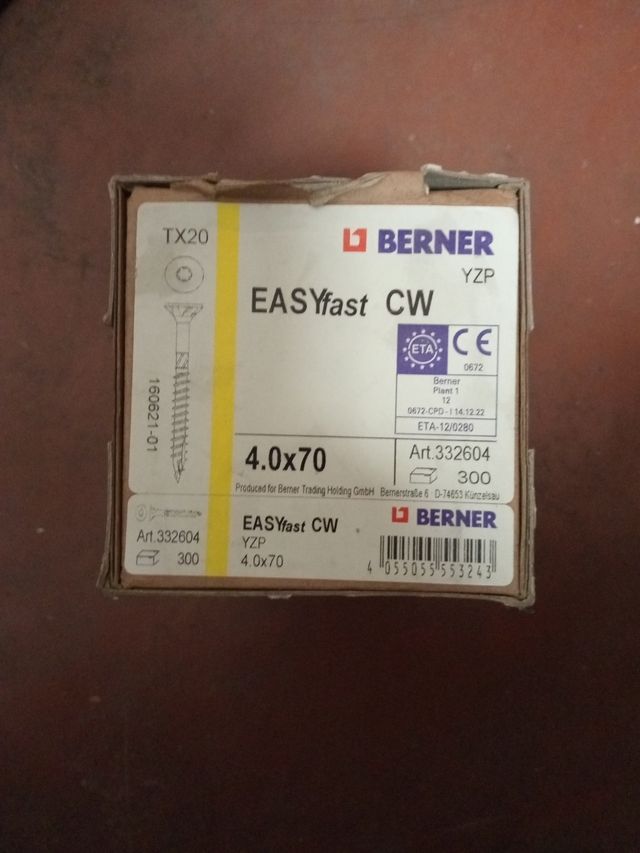 TX20
BERNER
YZP
EASYfast CW
ETA
CE
0672
Berner
Plant 1
12
0672-CPD-I 14.12.22
ETA-12/0280
160621-01
4.0x70
Art.332604
300
Produced for Berner Trading Holding GmbH Bernerstraße 6 D-74653 Künzelsau
EASYfast CW
BERNER
Art.332604
YZP
300
4.0x70
4 055055 553243